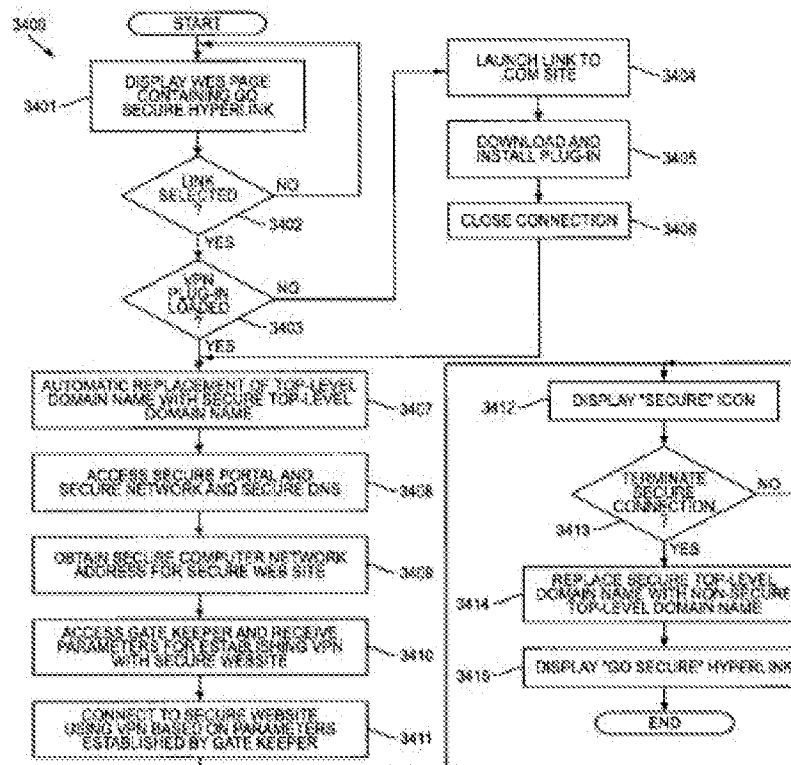 3400
START
3401
DISPLAY WEB PAGE
CONTAINING GO
SECURE HYPERLINK
LINK
SELECTED
?
NO
3402
YES
VPN
PLUG-IN
LOADED
?
NO
3403
YES
LAUNCH LINK TO
.COM SITE
3404
DOWNLOAD AND
INSTALL PLUG-IN
3405
CLOSE CONNECTION
3406
AUTOMATIC REPLACEMENT OF TOP-LEVEL
DOMAIN NAME WITH SECURE TOP-LEVEL
DOMAIN NAME
3407
ACCESS SECURE PORTAL AND
SECURE NETWORK AND SECURE DNS
3408
OBTAIN SECURE COMPUTER NETWORK
ADDRESS FOR SECURE WEB SITE
3409
ACCESS GATE KEEPER AND RECEIVE
PARAMETERS FOR ESTABLISHING VPN
WITH SECURE WEBSITE
3410
CONNECT TO SECURE WEBSITE
USING VPN BASED ON PARAMETERS
ESTABLISHED BY GATE KEEPER
3411
3412
DISPLAY "SECURE" ICON
TERMINATE
SECURE
CONNECTION
?
NO
3413
YES
3414
REPLACE SECURE TOP-LEVEL
DOMAIN NAME WITH NON-SECURE
TOP-LEVEL DOMAIN NAME
3415
DISPLAY "GO SECURE" HYPERLINK
END